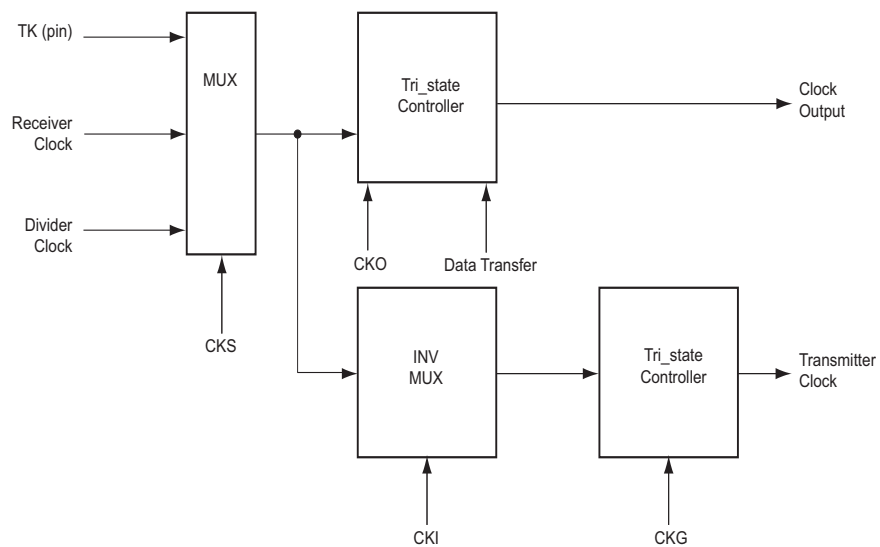 TK (pin)
MUX
Tri_state
Controller
Clock
Output
Receiver
Clock
Divider
Clock
CKO
Data Transfer
CKS
INV
MUX
Tri_state
Controller
Transmitter
Clock
CKI
CKG